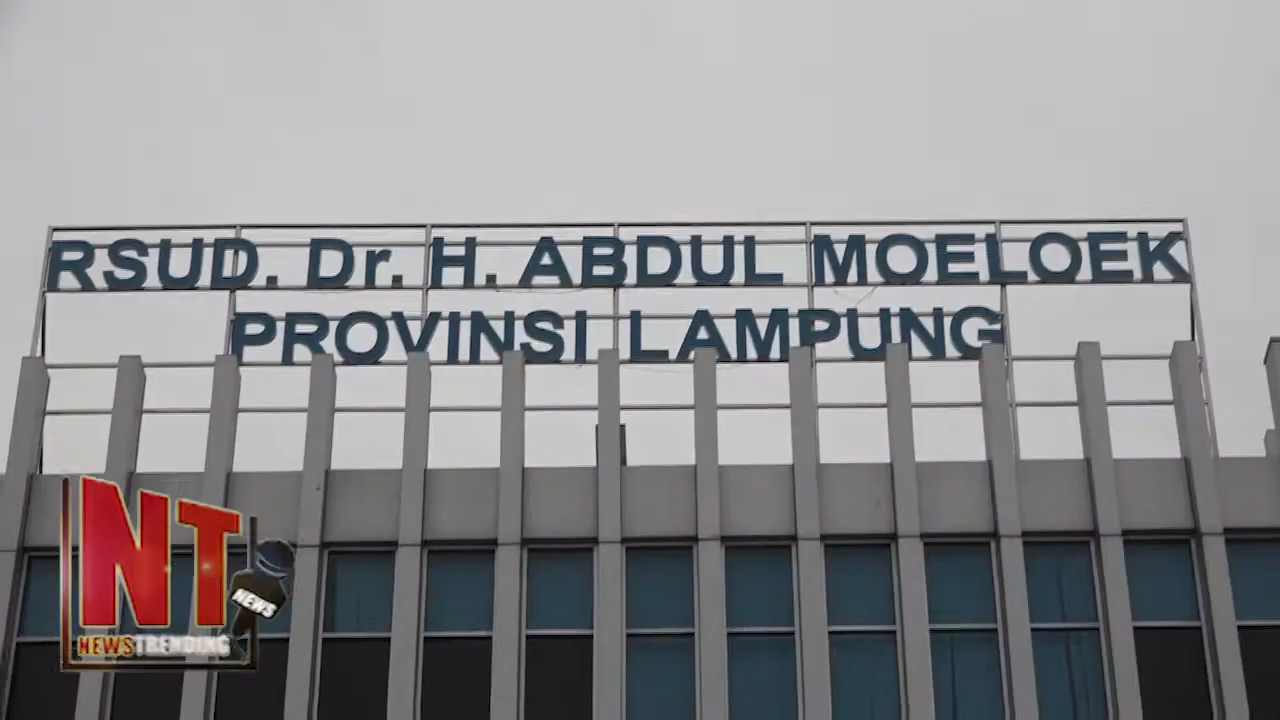 RSUD. Dr. H. ABDUL MOELOEK
PROVINSI LAMPUNG
NT
NEWS
NEWSTRENDING